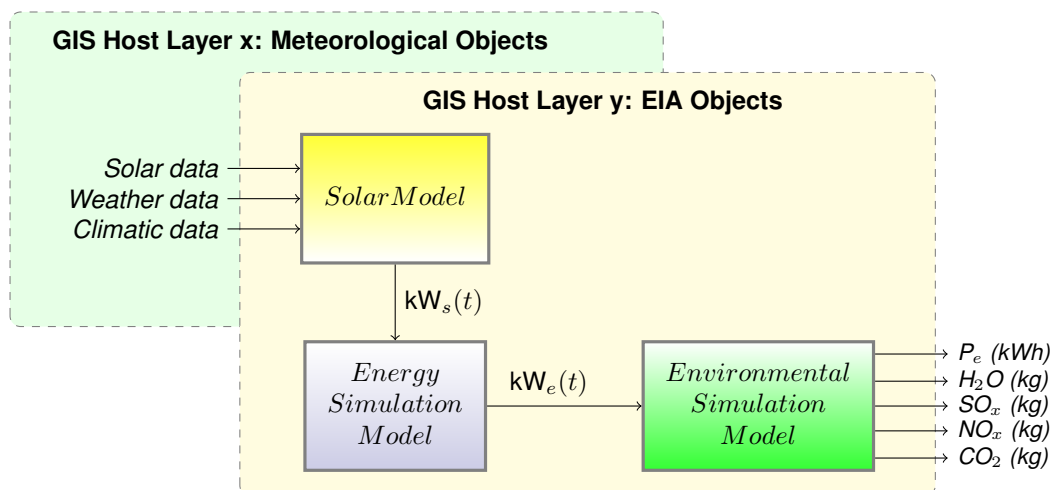 GIS Host Layer x: Meteorological Objects
GIS Host Layer y: EIA Objects
Solar data
Weather data
Climatic data
SolarModel
kWₛ(t)
Energy
Simulation
Model
kWₑ(t)
Environmental
Simulation
Model
Pₑ (kWh)
H₂O (kg)
SOₓ (kg)
NOₓ (kg)
CO₂ (kg)